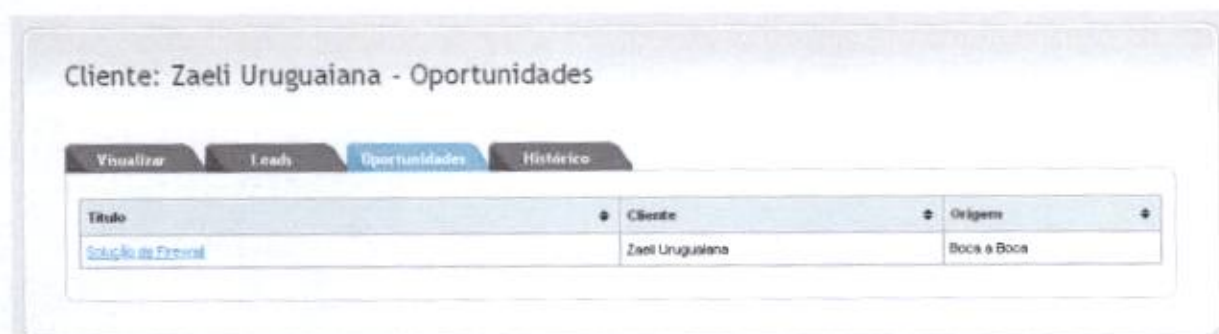 Cliente: Zaeli Uruguaiana - Oportunidades
Visualizar Leads Oportunidades Histórico
Título Cliente Origem
Solução de Firewall Zaeli Uruguaiana Boca a Boca